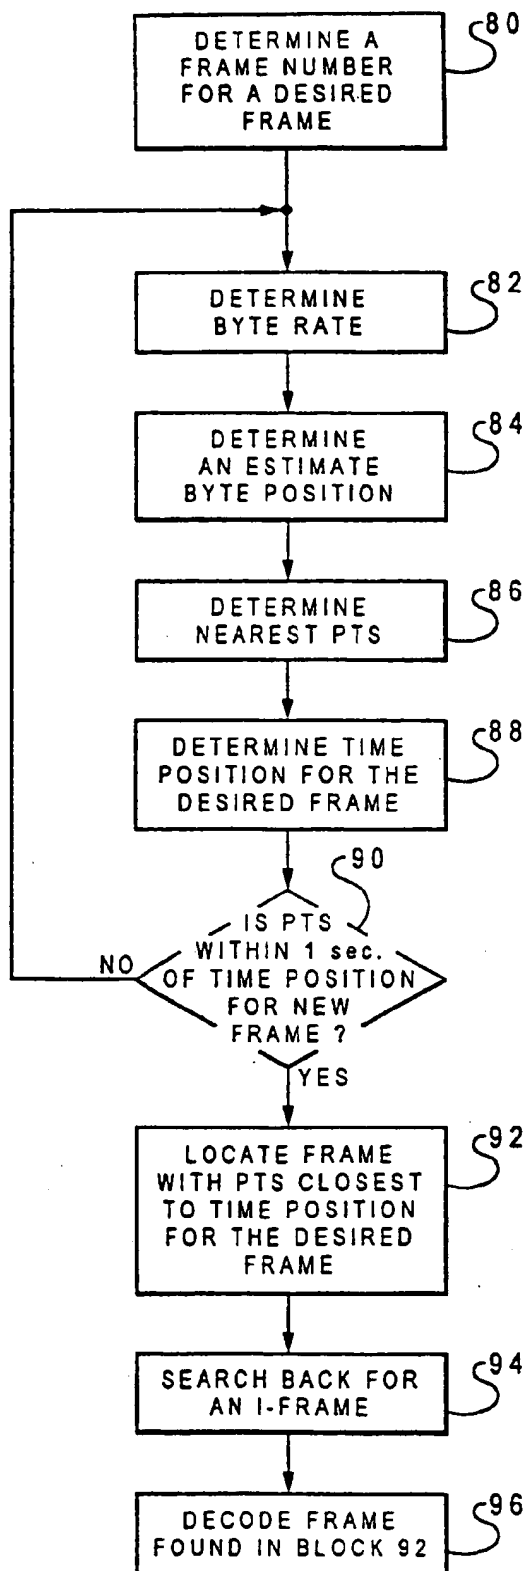 80
DETERMINE A
FRAME NUMBER
FOR A DESIRED
FRAME
82
DETERMINE
BYTE RATE
84
DETERMINE
AN ESTIMATE
BYTE POSITION
86
DETERMINE
NEAREST PTS
88
DETERMINE TIME
POSITION FOR THE
DESIRED FRAME
90
IS PTS
WITHIN 1 sec.
OF TIME POSITION
FOR NEW
FRAME ?
NO
YES
92
LOCATE FRAME
WITH PTS CLOSEST
TO TIME POSITION
FOR THE DESIRED
FRAME
94
SEARCH BACK FOR
AN I-FRAME
96
DECODE FRAME
FOUND IN BLOCK 92